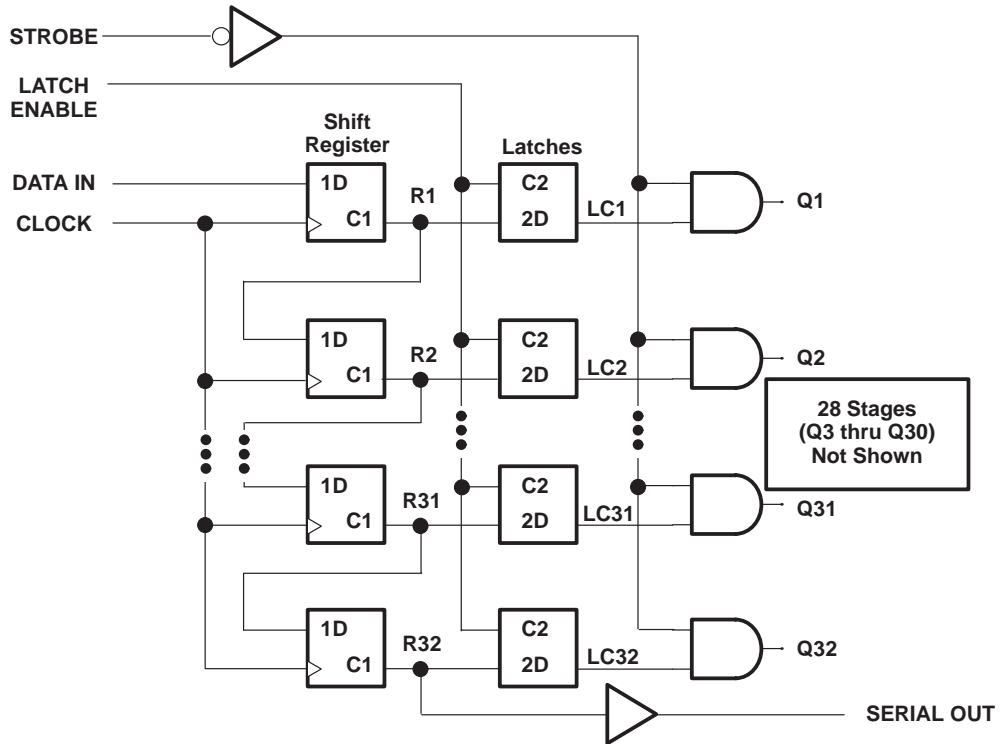 STROBE
LATCH
ENABLE
Shift
Register
Latches
DATA IN
CLOCK
1D
C1
R1
C2
2D
LC1
Q1
1D
C1
R2
C2
2D
LC2
Q2
28 Stages
(Q3 thru Q30)
Not Shown
1D
C1
R31
C2
2D
LC31
Q31
1D
C1
R32
C2
2D
LC32
Q32
SERIAL OUT